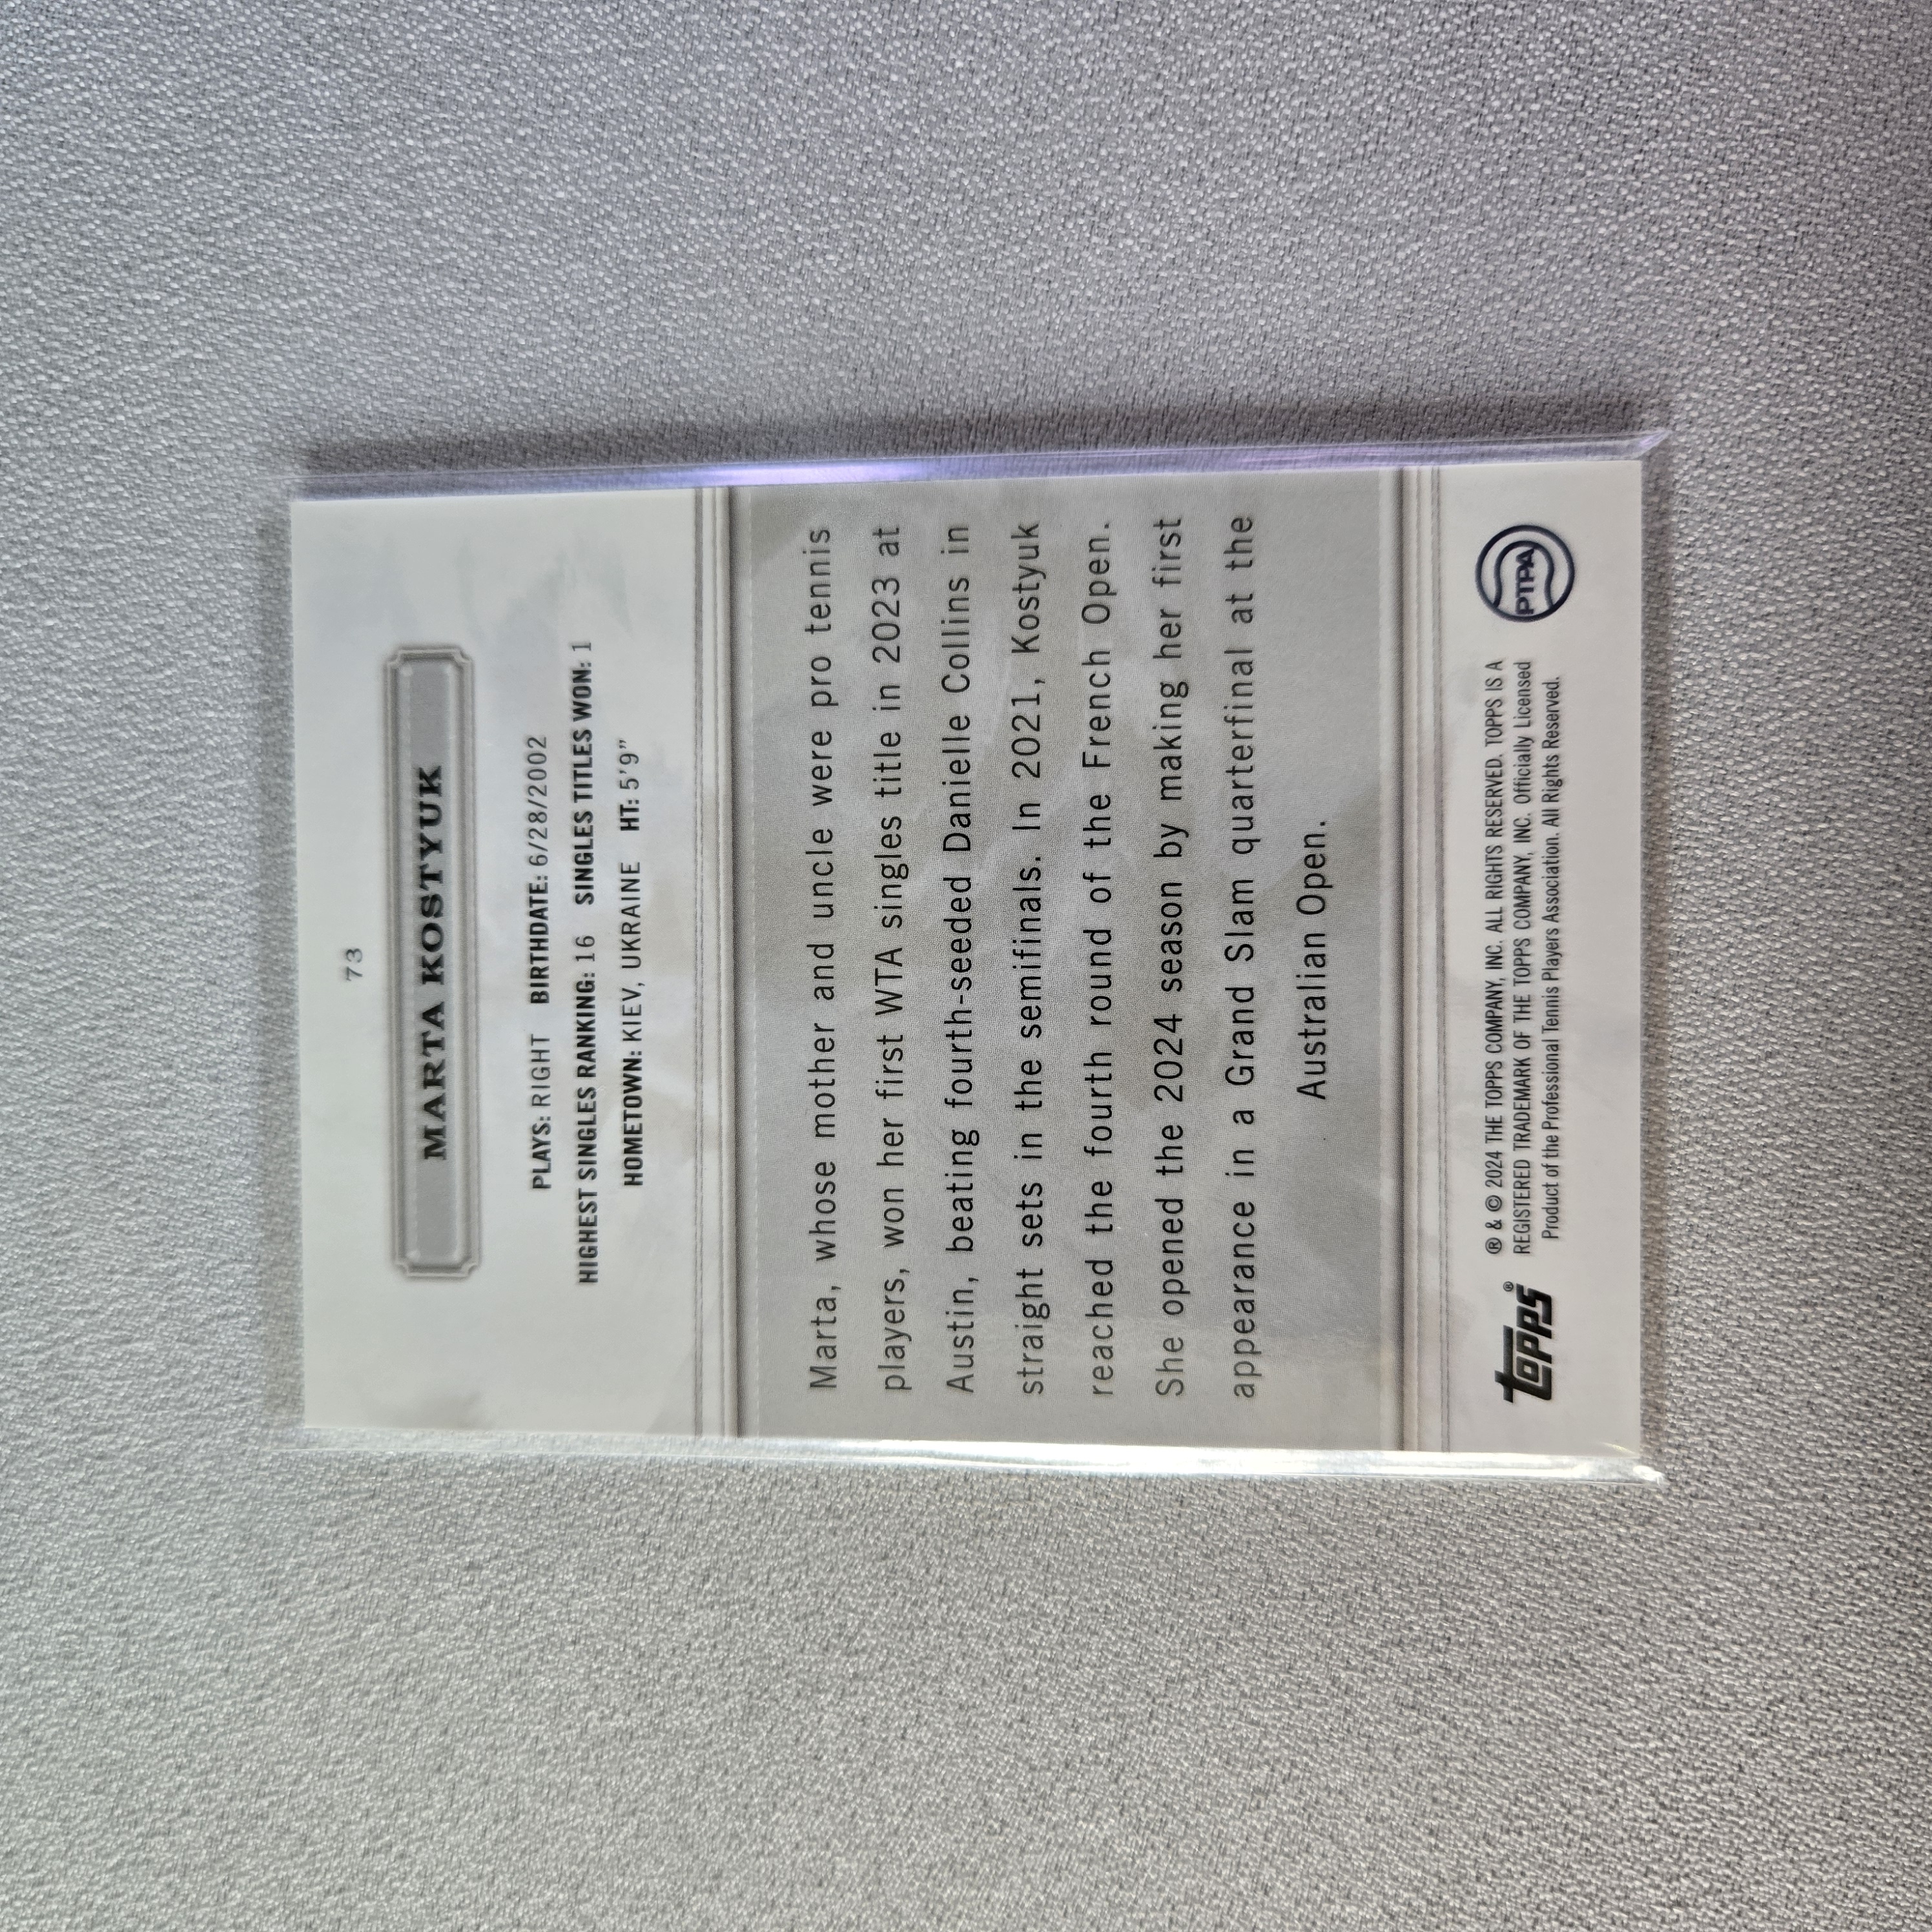 73
MARTA KOSTYUK
PLAYS: RIGHT BIRTHDATE: 6/28/2002
HIGHEST SINGLES RANKING: 16 SINGLES TITLES WON: 1
HOMETOWN: KIEV, UKRAINE HT: 5'9"
Marta, whose mother and uncle were pro tennis
players, won her first WTA singles title in 2023 at
Austin, beating fourth-seeded Danielle Collins in
straight sets in the semifinals. In 2021, Kostyuk
reached the fourth round of the French Open.
She opened the 2024 season by making her first
appearance in a Grand Slam quarterfinal at the
Australian Open.
topps®
® & © 2024 THE TOPPS COMPANY, INC. ALL RIGHTS RESERVED. TOPPS IS A
REGISTERED TRADEMARK OF THE TOPPS COMPANY, INC. Officially Licensed
Product of the Professional Tennis Players Association. All Rights Reserved.
PTPA